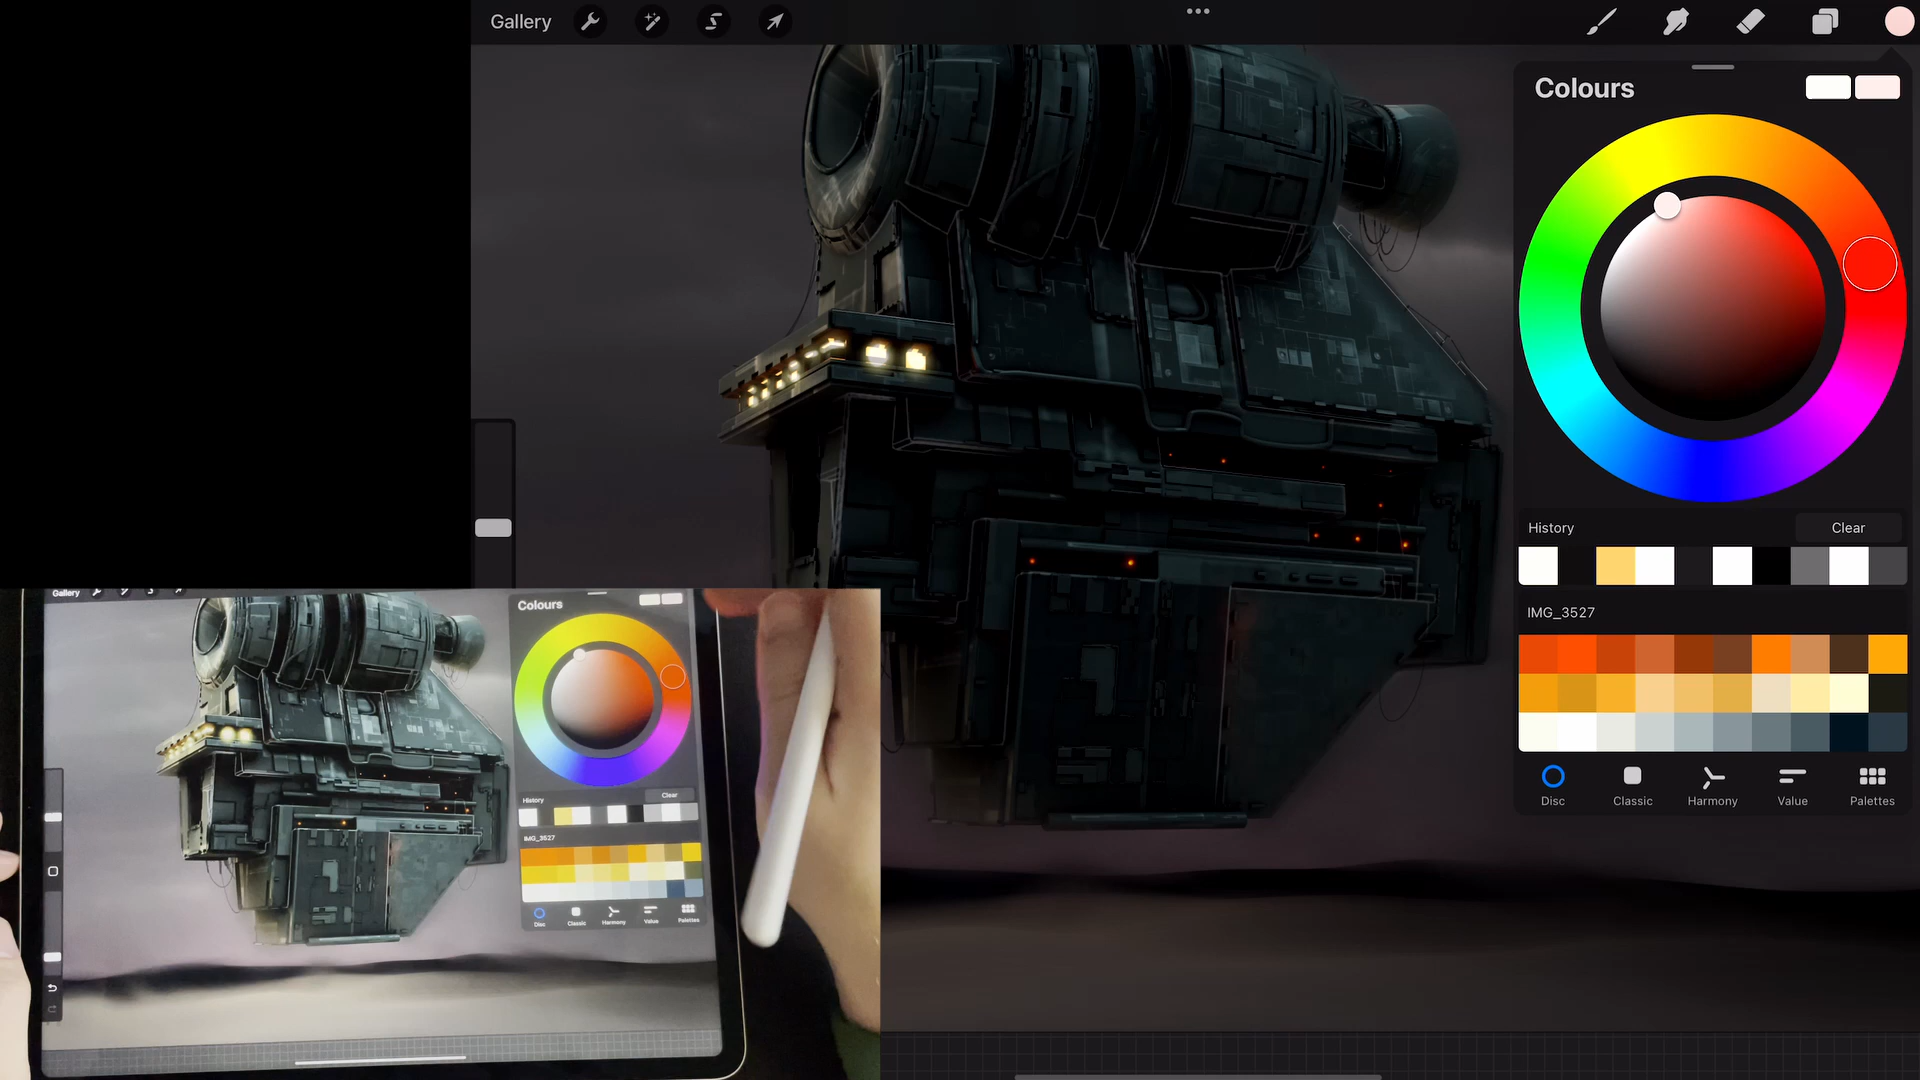 Gallery
Colours
History
Clear
IMG_3527
Disc
Classic
Harmony
Value
Palettes
Gallery
Colours
History
Clear
IMG_3527
Disc
Classic
Harmony
Value
Palettes